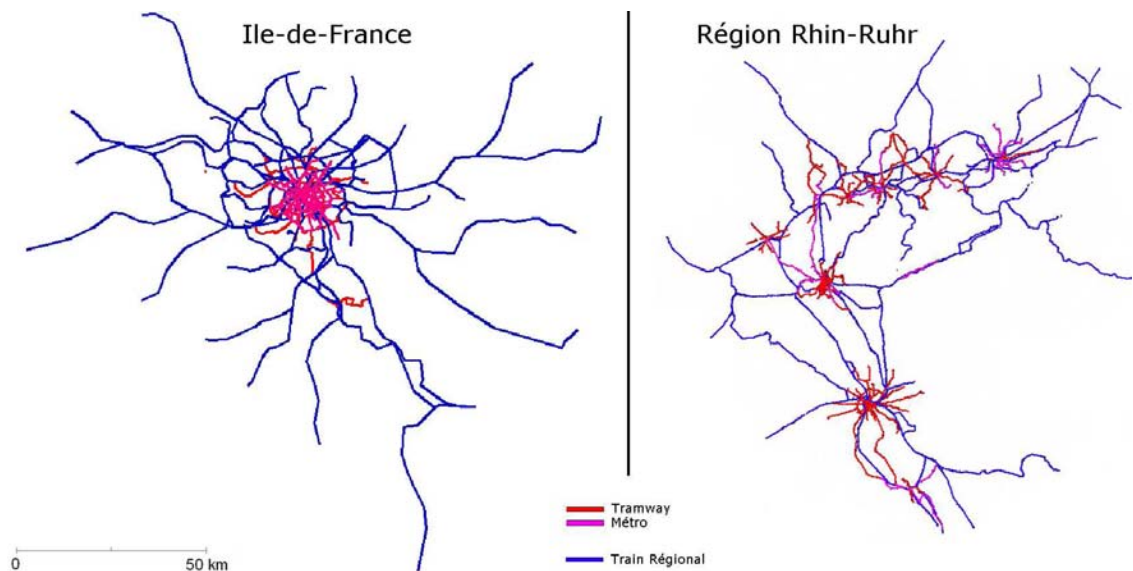 Ile-de-France
Région Rhin-Ruhr
Tramway
Métro
Train Régional
0 50 km